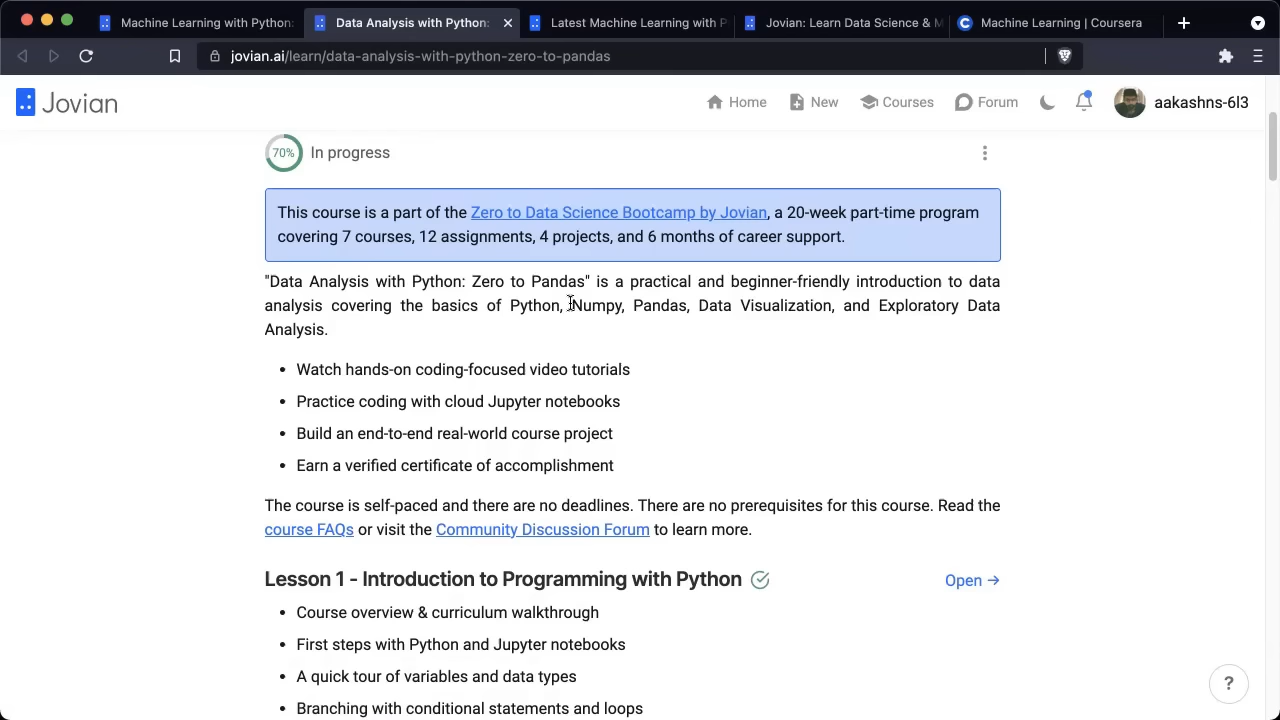 Machine Learning with Python:
Data Analysis with Python:
Latest Machine Learning with P
Jovian: Learn Data Science & M
Machine Learning | Coursera
jovian.ai/learn/data-analysis-with-python-zero-to-pandas
Jovian
Home
New
Courses
Forum
aakashns-6l3
70%
In progress
This course is a part of the Zero to Data Science Bootcamp by Jovian, a 20-week part-time program
covering 7 courses, 12 assignments, 4 projects, and 6 months of career support.
"Data Analysis with Python: Zero to Pandas" is a practical and beginner-friendly introduction to data
analysis covering the basics of Python, Numpy, Pandas, Data Visualization, and Exploratory Data
Analysis.
• Watch hands-on coding-focused video tutorials
• Practice coding with cloud Jupyter notebooks
• Build an end-to-end real-world course project
• Earn a verified certificate of accomplishment
The course is self-paced and there are no deadlines. There are no prerequisites for this course. Read the
course FAQs or visit the Community Discussion Forum to learn more.
Lesson 1 - Introduction to Programming with Python
Open →
• Course overview & curriculum walkthrough
• First steps with Python and Jupyter notebooks
• A quick tour of variables and data types
• Branching with conditional statements and loops
?